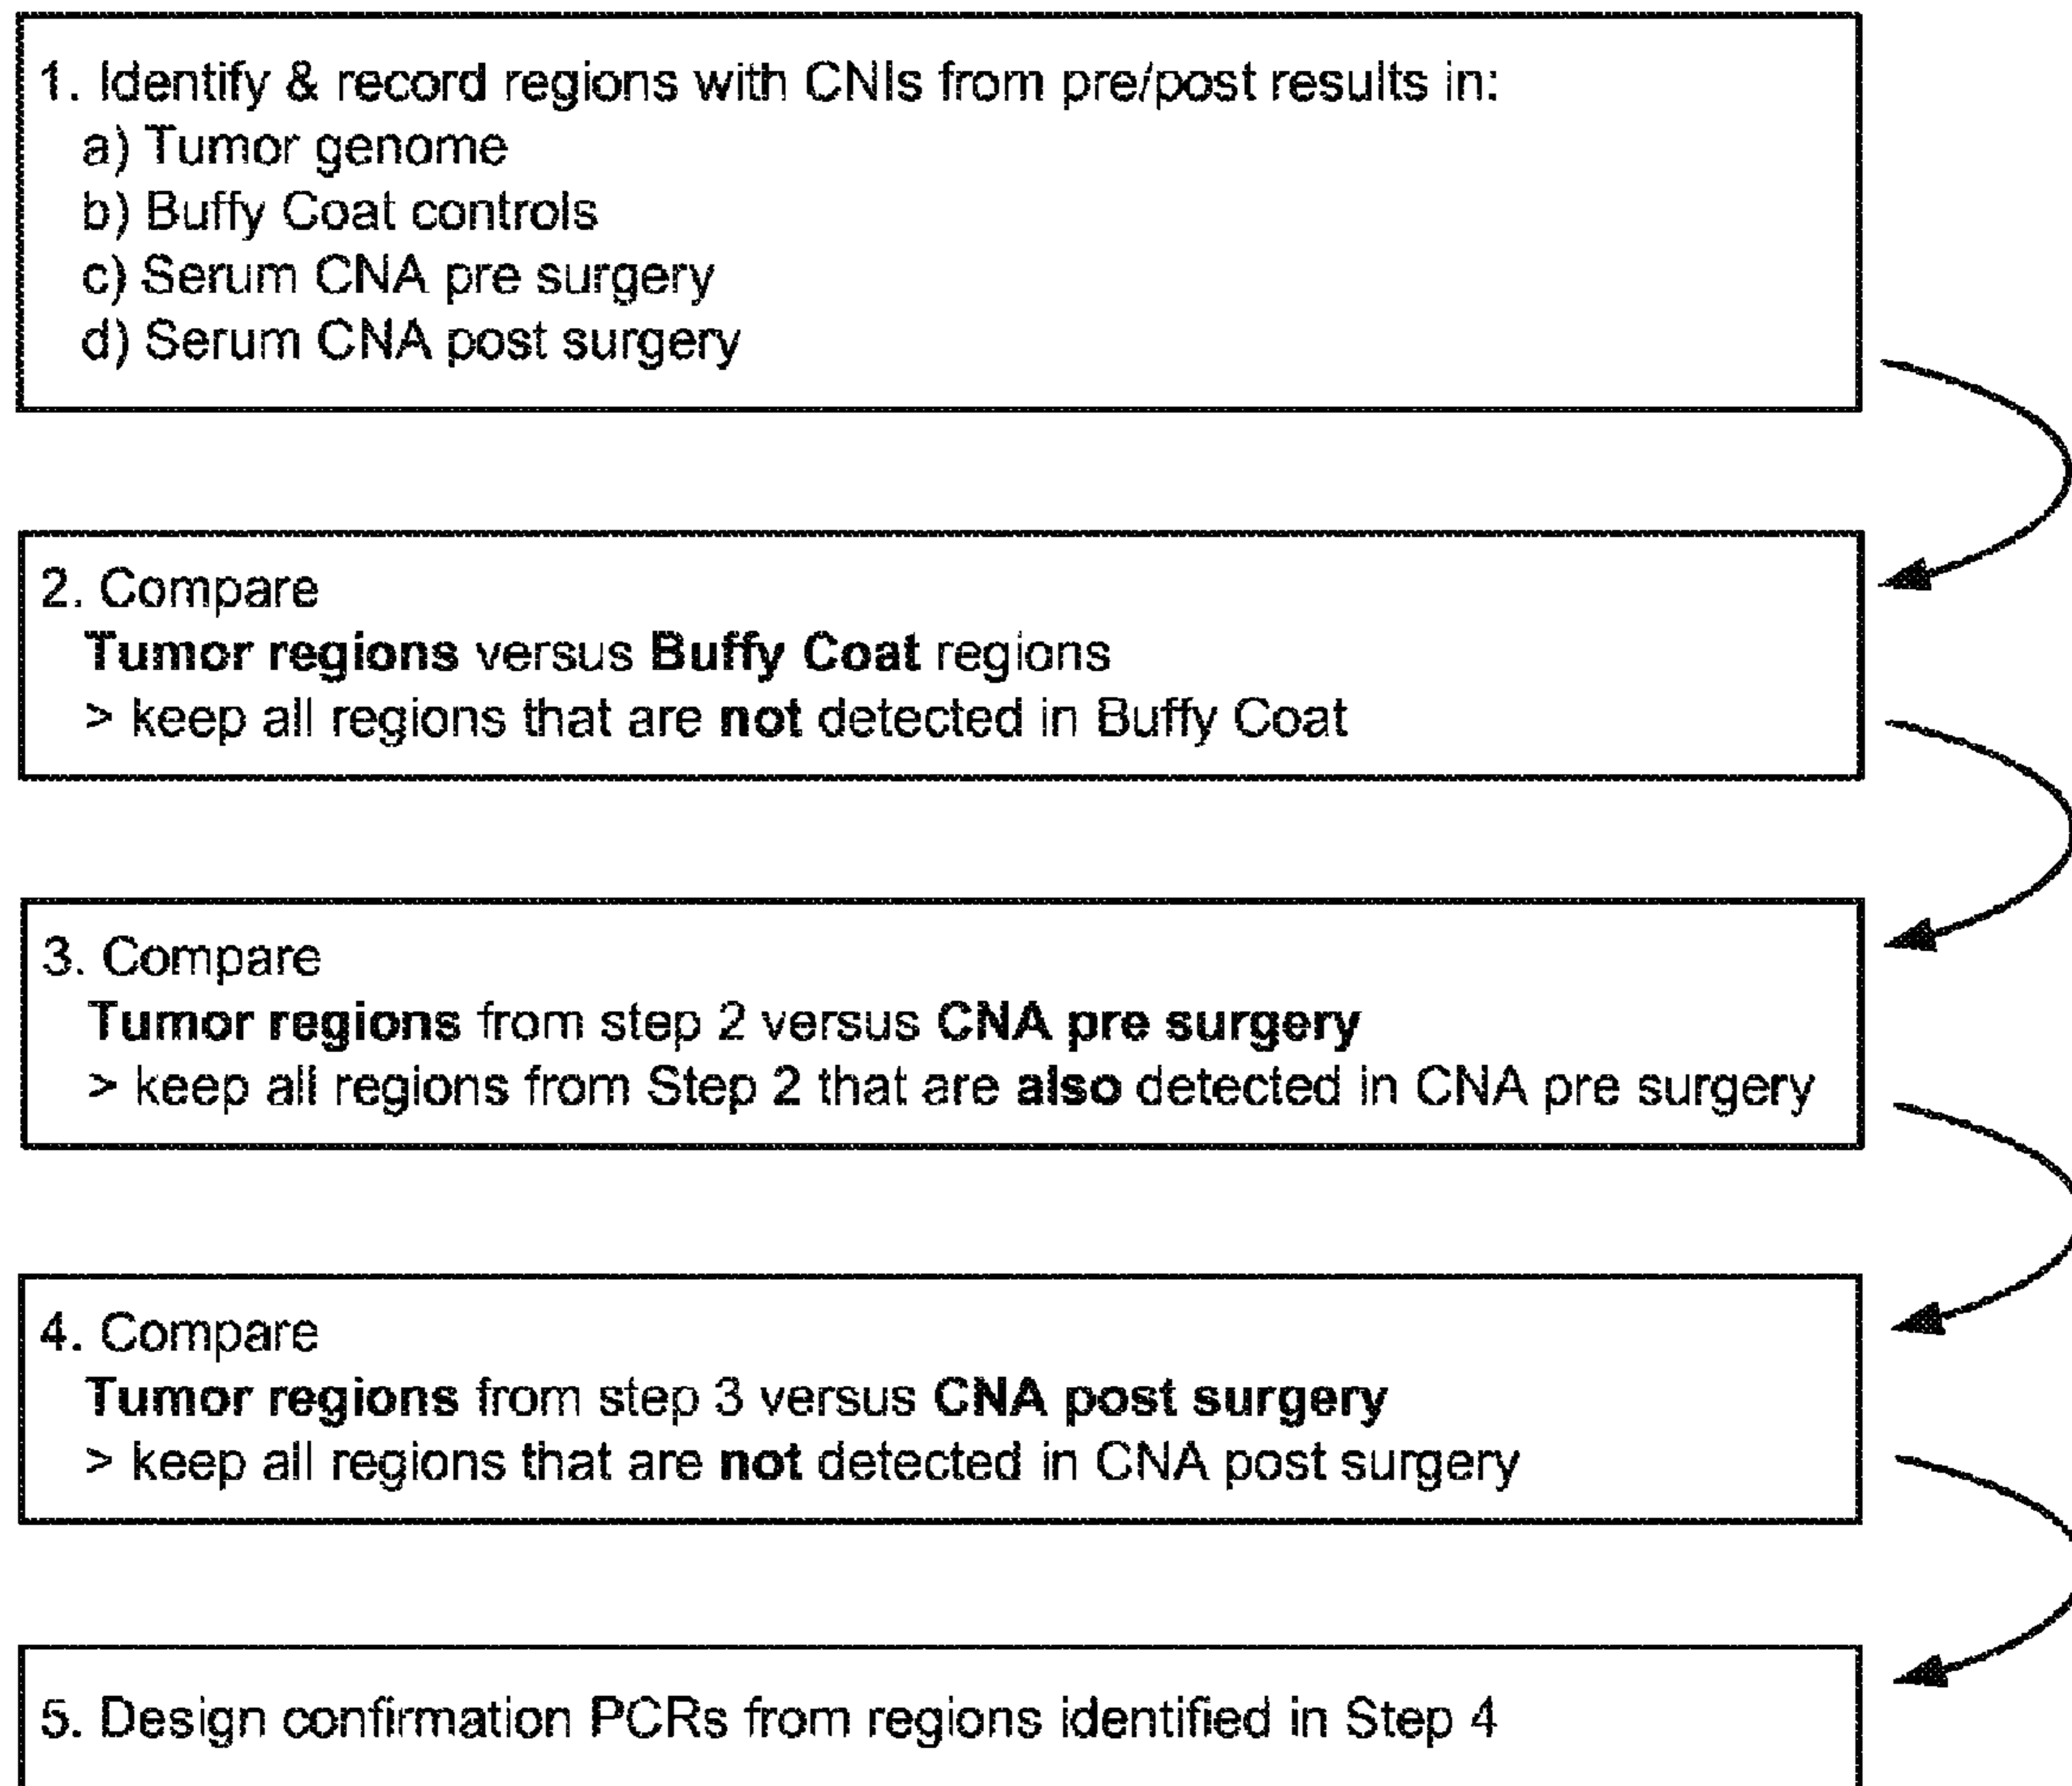 1. Identify & record regions with CNIs from pre/post results in:
a) Tumor genome
b) Buffy Coat controls
c) Serum CNA pre surgery
d) Serum CNA post surgery
2. Compare
Tumor regions versus Buffy Coat regions
> keep all regions that are not detected in Buffy Coat
3. Compare
Tumor regions from step 2 versus CNA pre surgery
> keep all regions from Step 2 that are also detected in CNA pre surgery
4. Compare
Tumor regions from step 3 versus CNA post surgery
> keep all regions that are not detected in CNA post surgery
5. Design confirmation PCRs from regions identified in Step 4